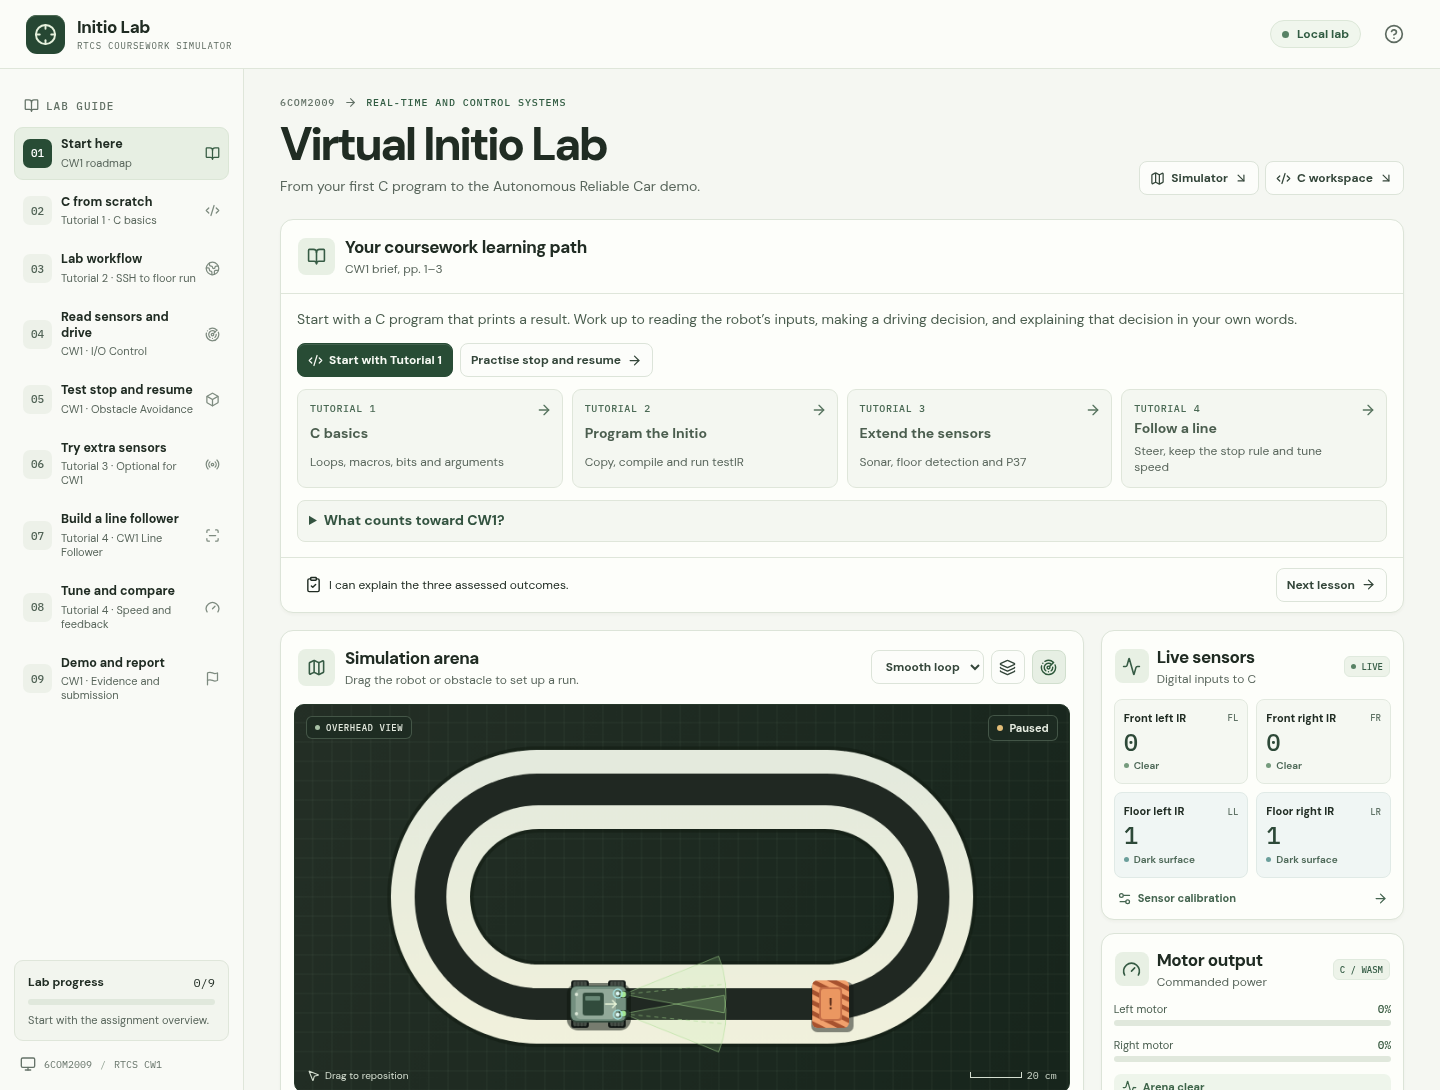 Initio Lab
RTCS COURSEWORK SIMULATOR
Local lab
LAB GUIDE
01
Start here
CW1 roadmap
02
C from scratch
Tutorial 1 · C basics
03
Lab workflow
Tutorial 2 · SSH to floor run
04
Read sensors and
drive
CW1 · I/O Control
05
Test stop and resume
CW1 · Obstacle Avoidance
06
Try extra sensors
Tutorial 3 · Optional for
CW1
07
Build a line follower
Tutorial 4 · CW1 Line
Follower
08
Tune and compare
Tutorial 4 · Speed and
feedback
09
Demo and report
CW1 · Evidence and
submission
Lab progress 0/9
Start with the assignment overview.
6COM2009 / RTCS CW1
6COM2009 → REAL-TIME AND CONTROL SYSTEMS
Virtual Initio Lab
From your first C program to the Autonomous Reliable Car demo.
Simulator
C workspace
Your coursework learning path
CW1 brief, pp. 1–3
Start with a C program that prints a result. Work up to reading the robot's inputs, making a driving decision, and explaining that decision in your own words.
Start with Tutorial 1
Practise stop and resume
TUTORIAL 1
C basics
Loops, macros, bits and arguments
TUTORIAL 2
Program the Initio
Copy, compile and run testIR
TUTORIAL 3
Extend the sensors
Sonar, floor detection and P37
TUTORIAL 4
Follow a line
Steer, keep the stop rule and tune
speed
What counts toward CW1?
I can explain the three assessed outcomes.
Next lesson
Simulation arena
Drag the robot or obstacle to set up a run.
Smooth loop
OVERHEAD VIEW
Paused
!
Drag to reposition
20 cm
Live sensors
Digital inputs to C
LIVE
Front left IR FL
0
Clear
Front right IR FR
0
Clear
Floor left IR LL
1
Dark surface
Floor right IR LR
1
Dark surface
Sensor calibration
Motor output
Commanded power
C / WASM
Left motor 0%
Right motor 0%
Arena clear